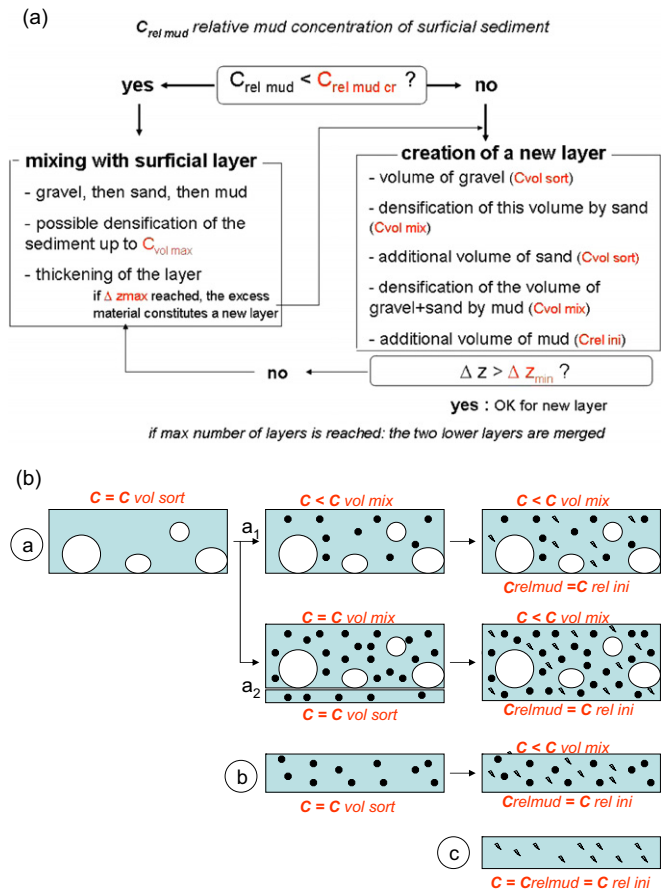 (a)
C rel mud relative mud concentration of surficial sediment
yes
C rel mud < C rel mud cr ?
no
mixing with surficial layer
- gravel, then sand, then mud
- possible densification of the
sediment up to C vol max
- thickening of the layer
if Δ zmax reached, the excess
material constitutes a new layer
creation of a new layer
- volume of gravel (Cvol sort)
- densification of this volume by sand
(Cvol mix)
- additional volume of sand (Cvol sort)
- densification of the volume of
gravel+sand by mud (Cvol mix)
- additional volume of mud (Crel ini)
no
Δ z > Δ z min ?
yes : OK for new layer
if max number of layers is reached: the two lower layers are merged
(b)
C = C vol sort
C < C vol mix
C < C vol mix
a
a1
Crelmud = C rel ini
C = C vol mix
C < C vol mix
a2
C = C vol sort
Crelmud = C rel ini
C < C vol mix
b
C = C vol sort
Crelmud = C rel ini
c
C = Crelmud = C rel ini